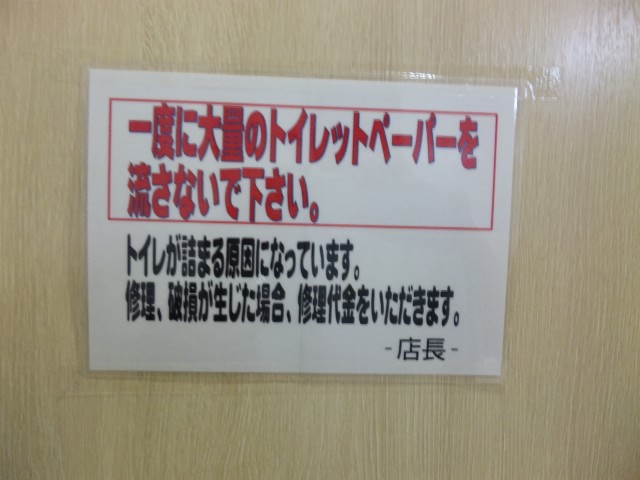 一度に大量のトイレットペーパーを
流さないで下さい。
トイレが詰まる原因になっています。
修理、破損が生じた場合、修理代金をいただきます。
-店長-